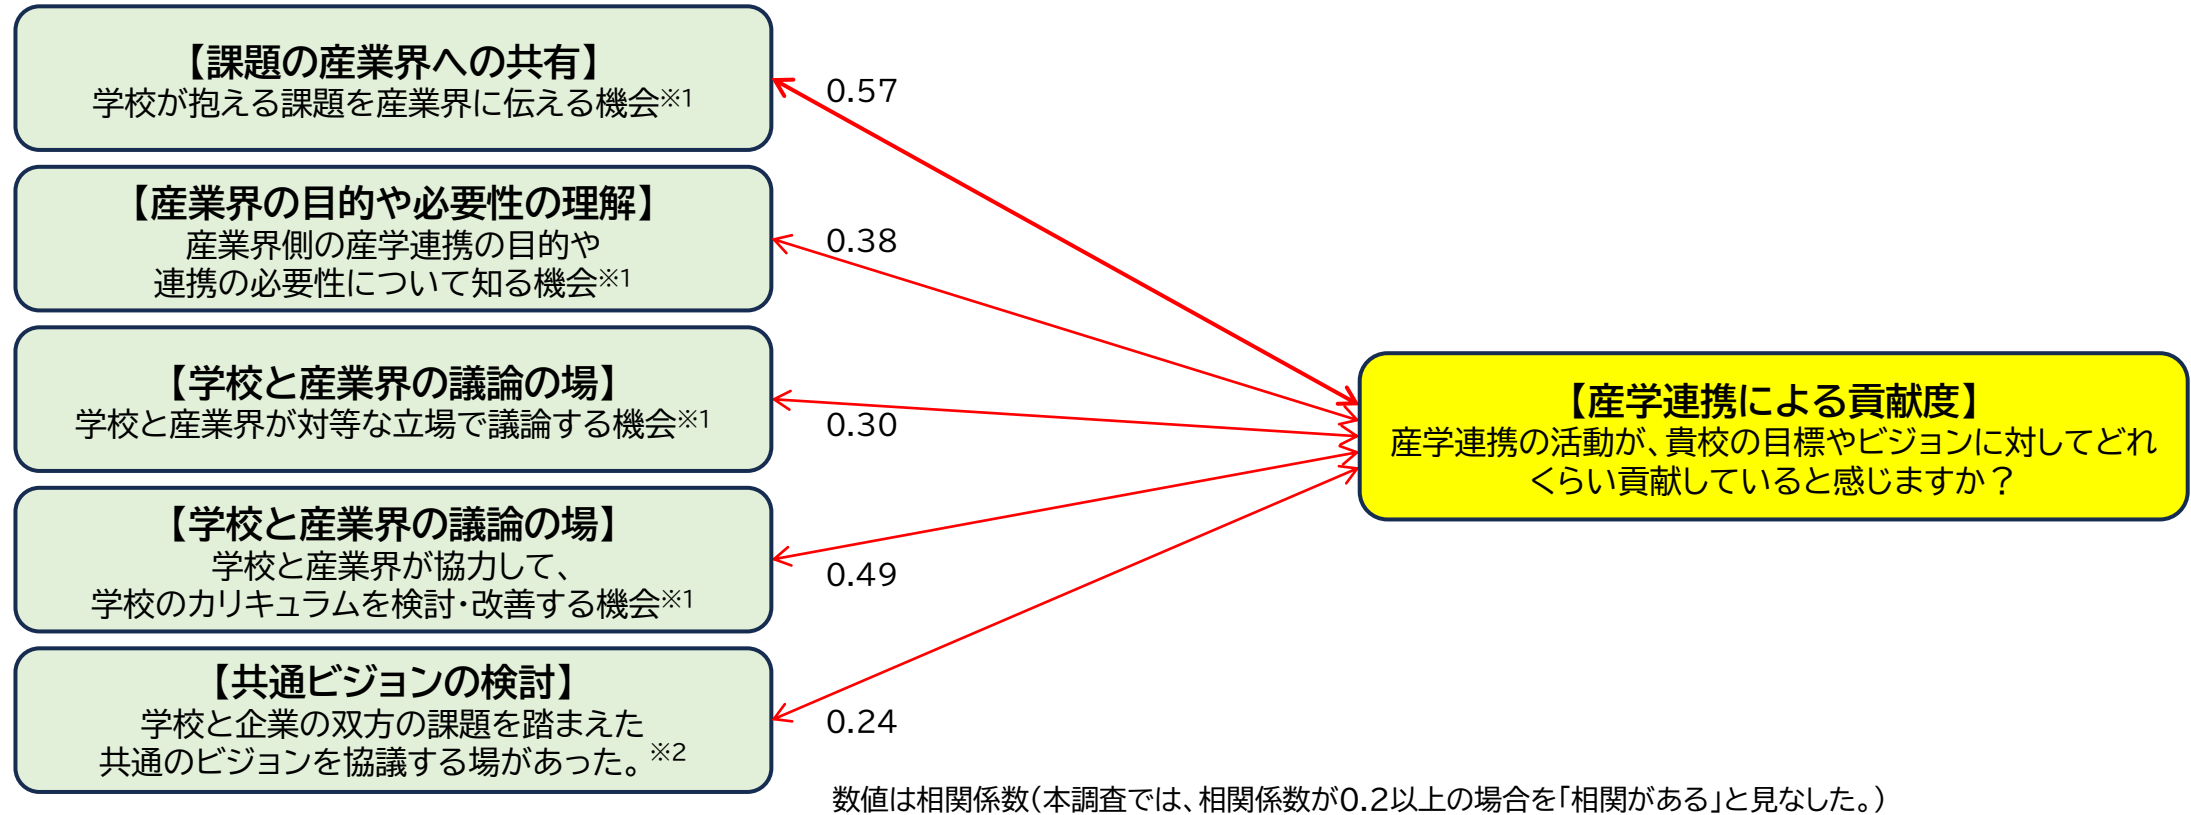 【課題の産業界への共有】
学校が抱える課題を産業界に伝える機会※1
0.57
【産業界の目的や必要性の理解】
産業界側の産学連携の目的や
連携の必要性について知る機会※1
0.38
【学校と産業界の議論の場】
学校と産業界が対等な立場で議論する機会※1
0.30
【学校と産業界の議論の場】
学校と産業界が協力して、
学校のカリキュラムを検討・改善する機会※1
0.49
【共通ビジョンの検討】
学校と企業の双方の課題を踏まえた
共通のビジョンを協議する場があった。※2
0.24
【産学連携による貢献度】
産学連携の活動が、貴校の目標やビジョンに対してどれ
くらい貢献していると感じますか？
数値は相関係数（本調査では、相関係数が0.2以上の場合を「相関がある」と見なした。）